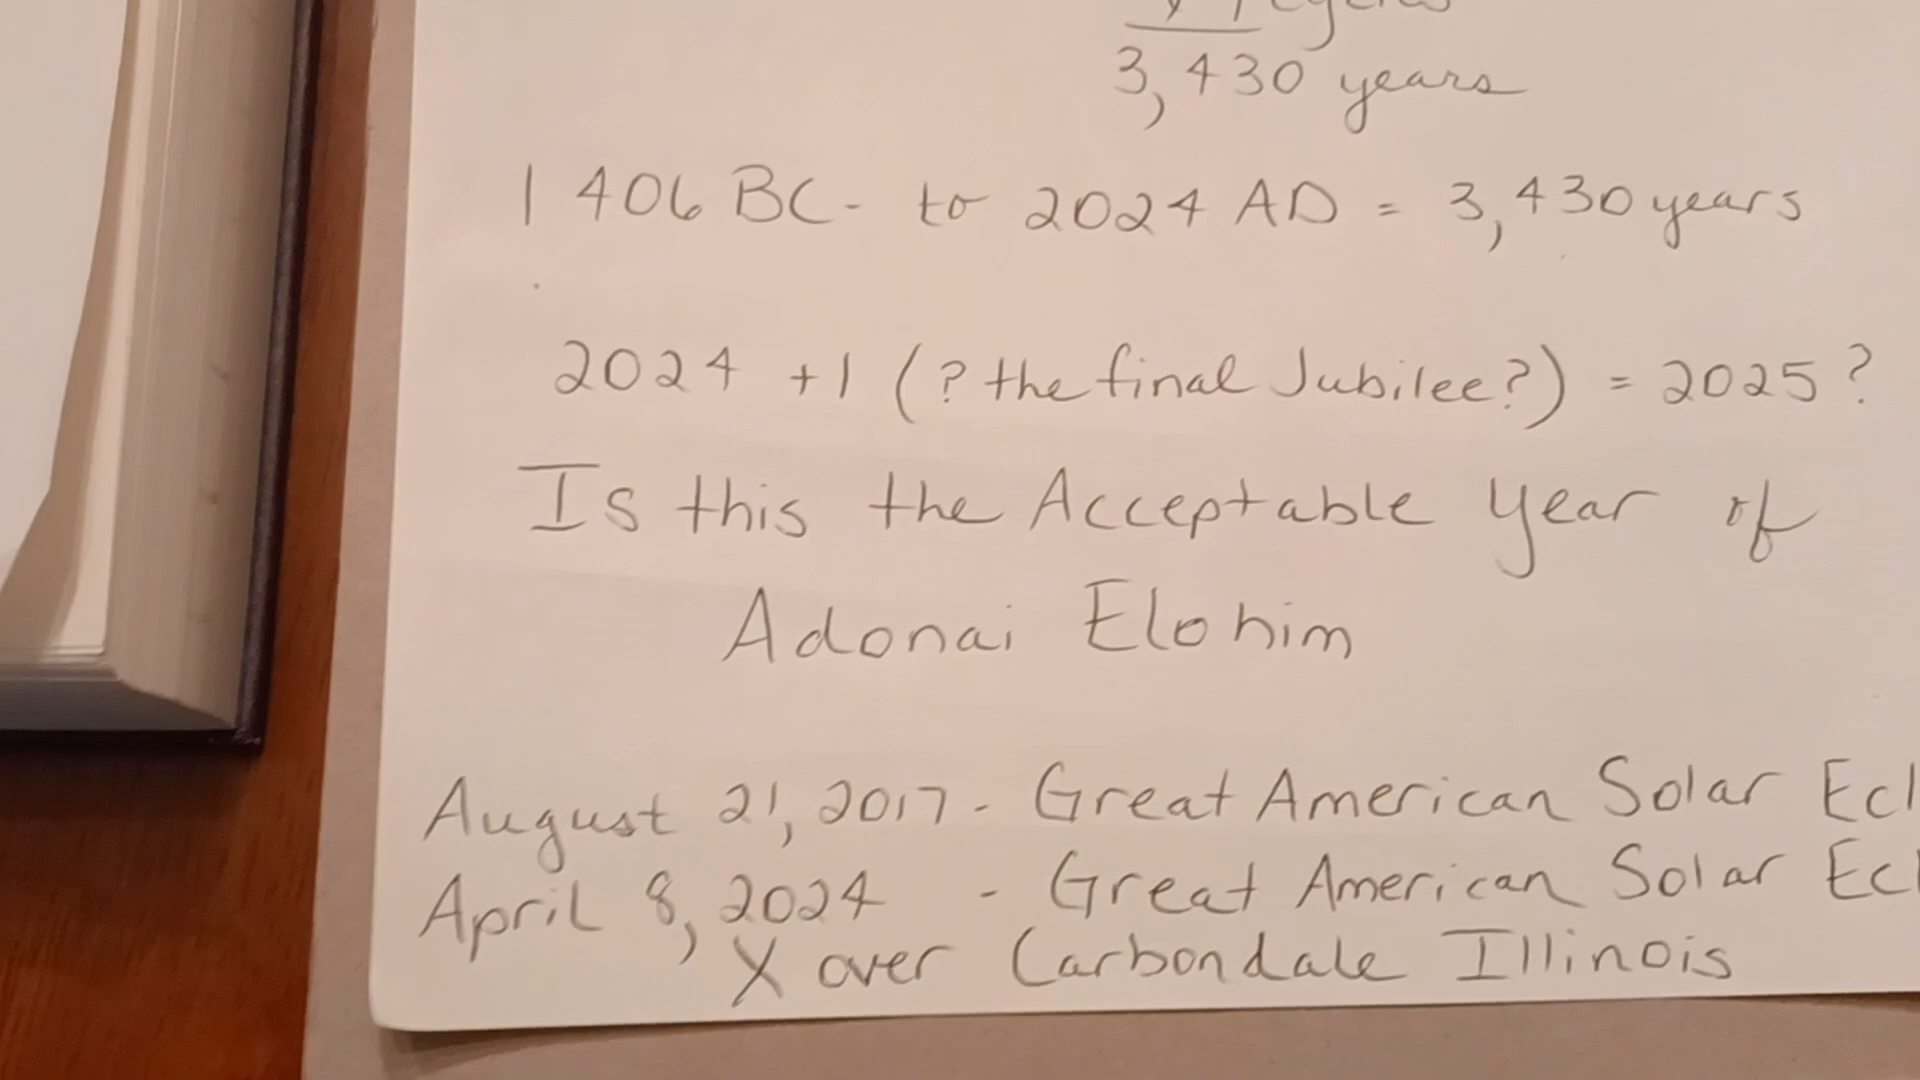 3,430 years
1406 BC - to 2024 AD = 3,430 years
2024 +1 (? the final Jubilee?) = 2025?
Is this the Acceptable Year of
Adonai Elohim
August 21, 2017 - Great American Solar Ecl
April 8, 2024 - Great American Solar Ecl
X over Carbondale Illinois